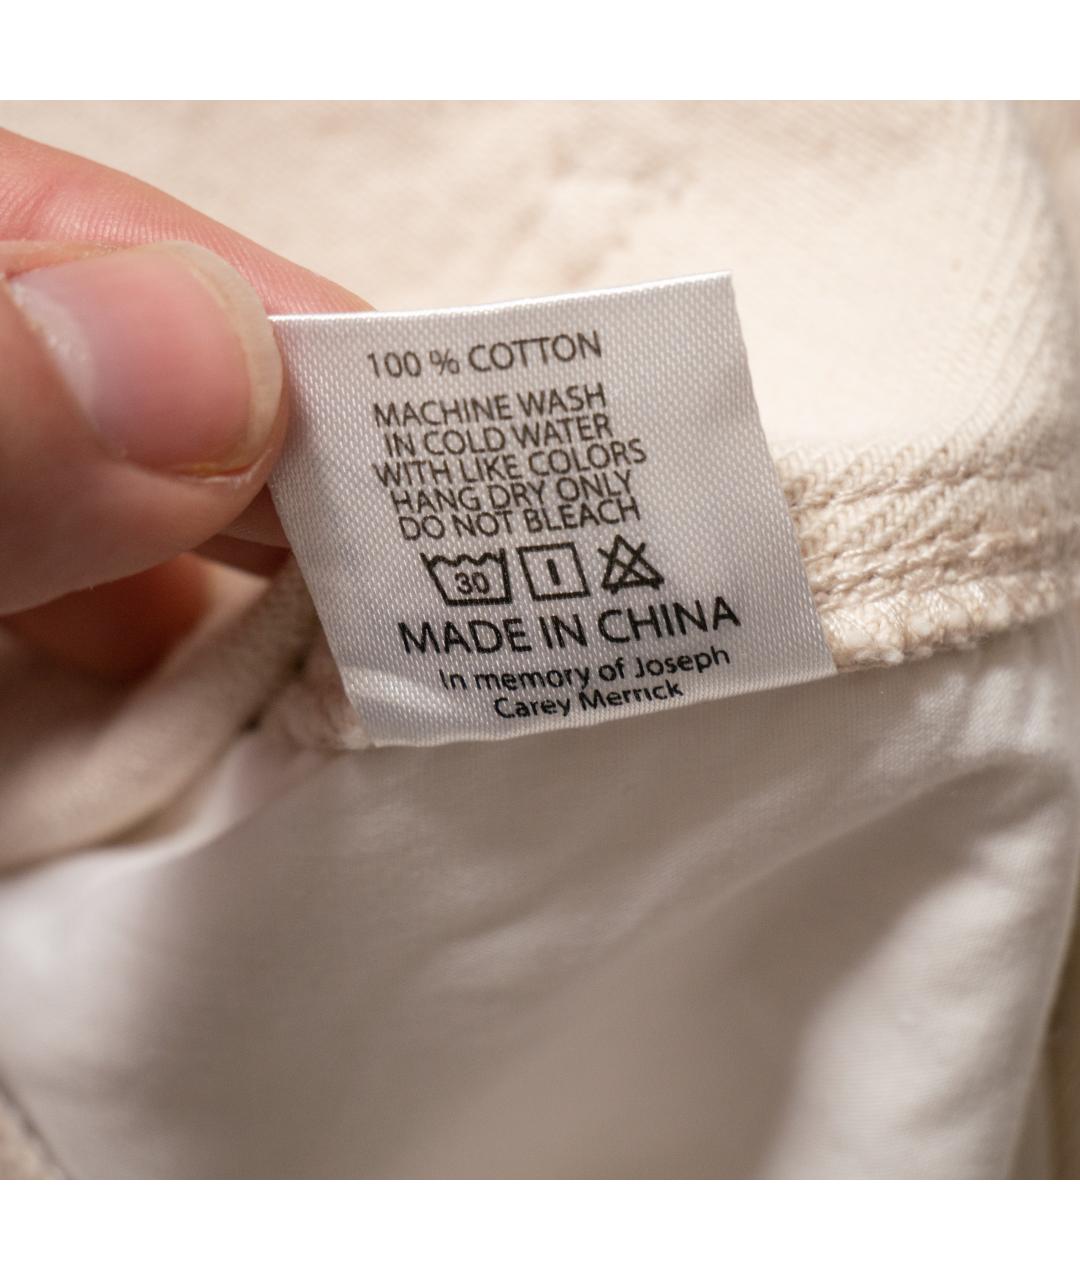 100 % COTTON
MACHINE WASH
IN COLD WATER
WITH LIKE COLORS
HANG DRY ONLY
DO NOT BLEACH
30
MADE IN CHINA
In memory of Joseph
Carey Merrick